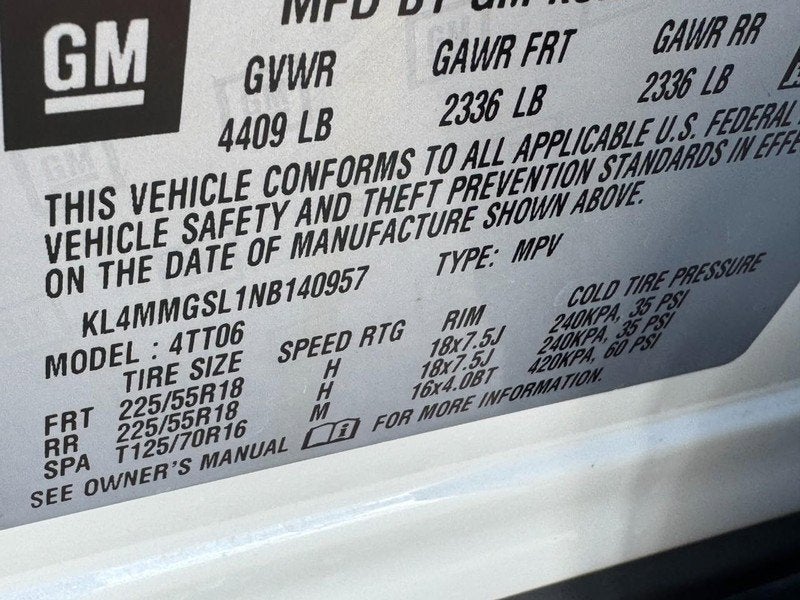 GM
MFD BY GM
GVWR GAWR FRT GAWR RR
4409 LB 2336 LB 2336 LB
THIS VEHICLE CONFORMS TO ALL APPLICABLE U.S. FEDERAL
VEHICLE SAFETY AND THEFT PREVENTION STANDARDS IN EFFE
ON THE DATE OF MANUFACTURE SHOWN ABOVE.
KL4MMGSL1NB140957 TYPE: MPV
MODEL : 4TT06
TIRE SIZE SPEED RTG RIM COLD TIRE PRESSURE
FRT 225/55R18 H 18x7.5J 240KPA, 35 PSI
RR 225/55R18 H 18x7.5J 240KPA, 35 PSI
SPA T125/70R16 M 16x4.0BT 420KPA, 60 PSI
SEE OWNER'S MANUAL FOR MORE INFORMATION.